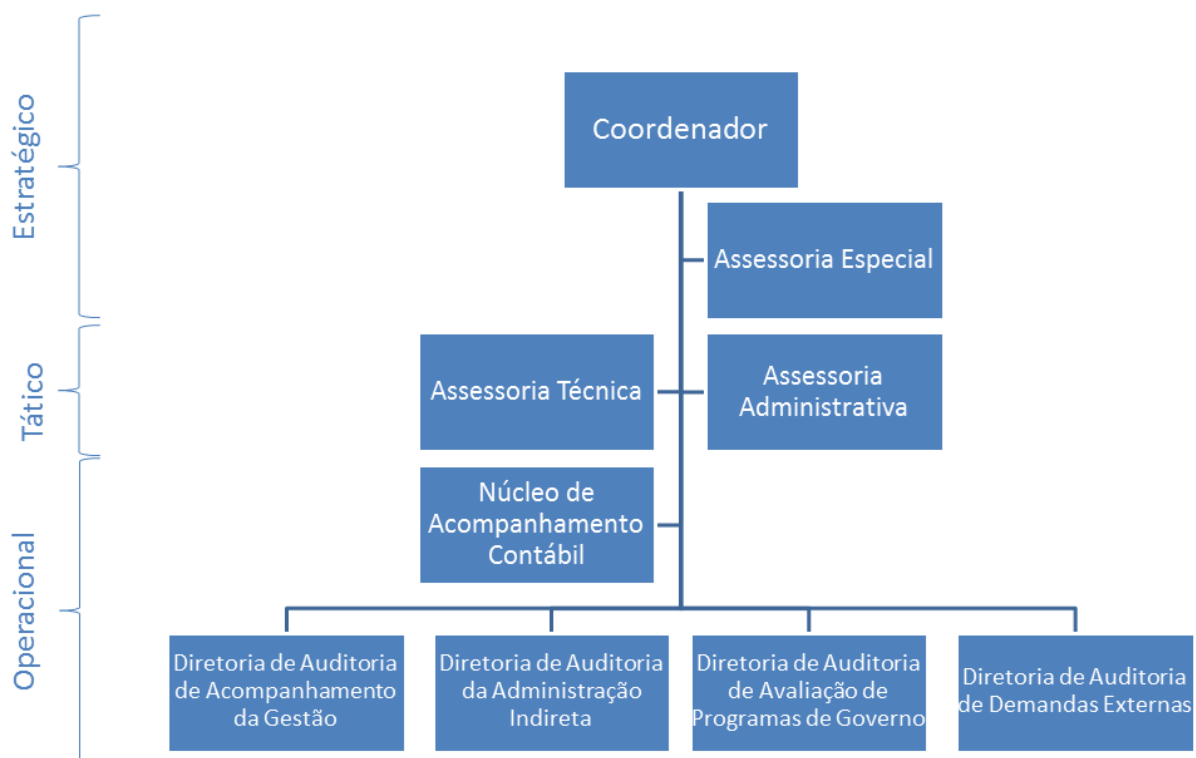 Estratégico
Coordenador
Assessoria Especial
Tático
Assessoria Técnica
Assessoria
Administrativa
Operacional
Núcleo de
Acompanhamento
Contábil
Diretoria de Auditoria
de Acompanhamento
da Gestão
Diretoria de Auditoria
da Administração
Indireta
Diretoria de Auditoria
de Avaliação de
Programas de Governo
Diretoria de Auditoria
de Demandas Externas